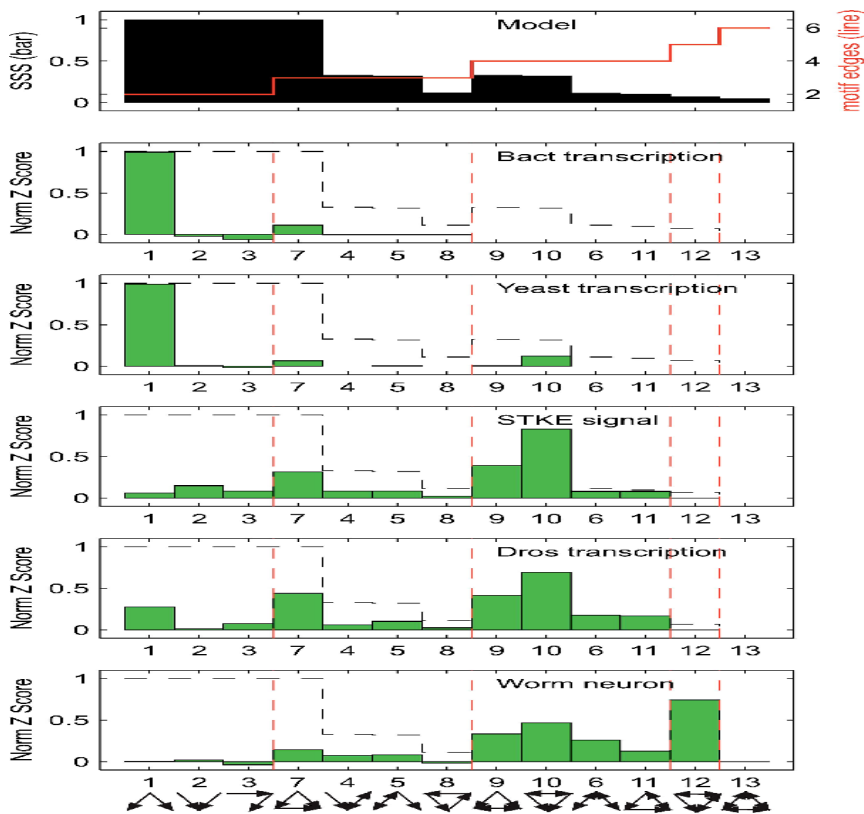 Model
SSS (bar)
1
0.5
0
6
4
2
motif edges (line)
Bact transcription
Norm Z Score
1
0.5
0
1 2 3 7 4 5 8 9 10 6 11 12 13
Yeast transcription
Norm Z Score
1
0.5
0
1 2 3 7 4 5 8 9 10 6 11 12 13
STKE signal
Norm Z Score
1
0.5
0
1 2 3 7 4 5 8 9 10 6 11 12 13
Dros transcription
Norm Z Score
1
0.5
0
1 2 3 7 4 5 8 9 10 6 11 12 13
Worm neuron
Norm Z Score
1
0.5
0
1 2 3 7 4 5 8 9 10 6 11 12 13